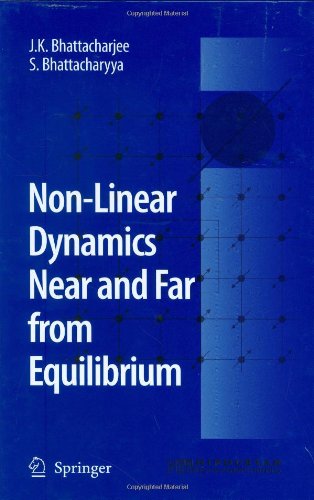 J.K. Bhattacharjee
S. Bhattacharyya
Non-Linear
Dynamics
Near and Far
from
Equilibrium
Springer